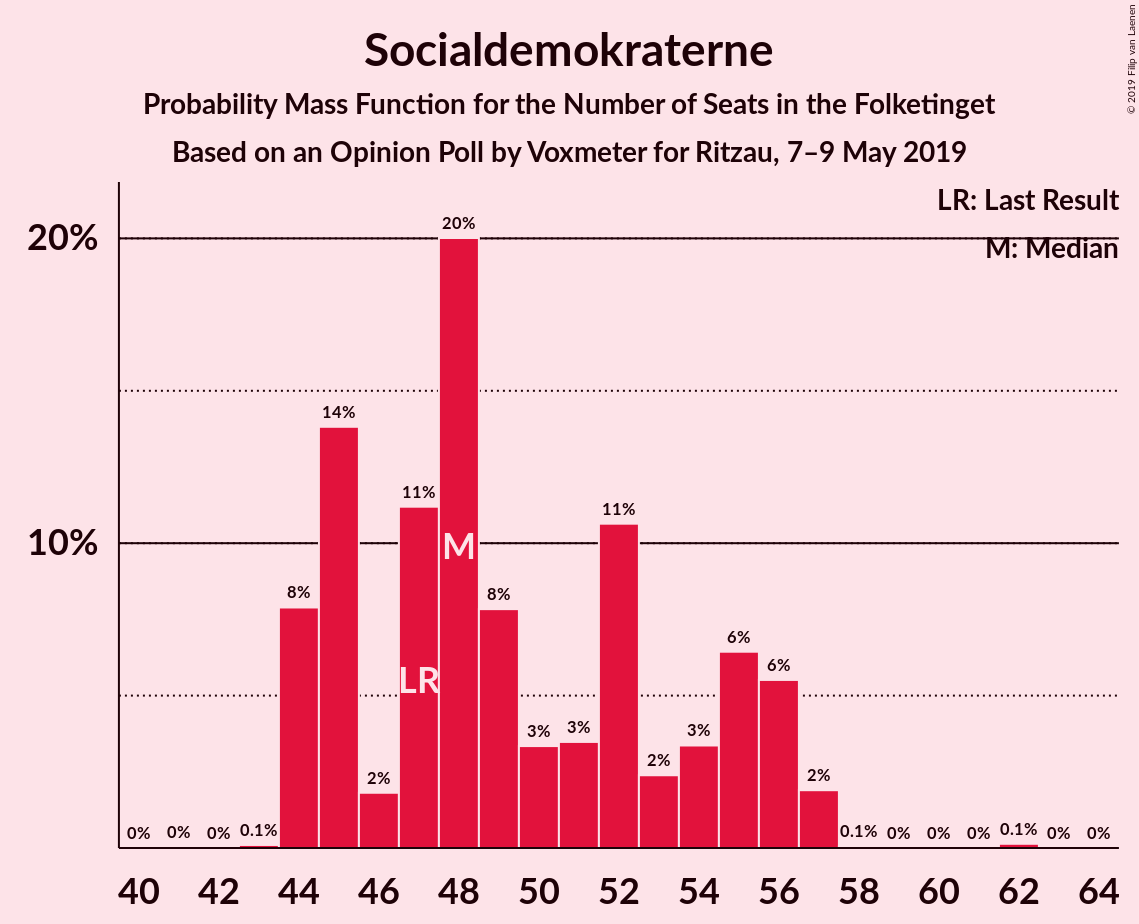 © 2019 Filip van Laenen
Socialdemokraterne
Probability Mass Function for the Number of Seats in the Folketinget
Based on an Opinion Poll by Voxmeter for Ritzau, 7–9 May 2019
LR: Last Result
M: Median
20%
10%
0% 0% 0% 0.1% 8% 14% 2% 11% 20% 8% 3% 3% 11% 2% 3% 6% 6% 2% 0.1% 0% 0% 0% 0.1% 0% 0%
LR
M
40 42 44 46 48 50 52 54 56 58 60 62 64